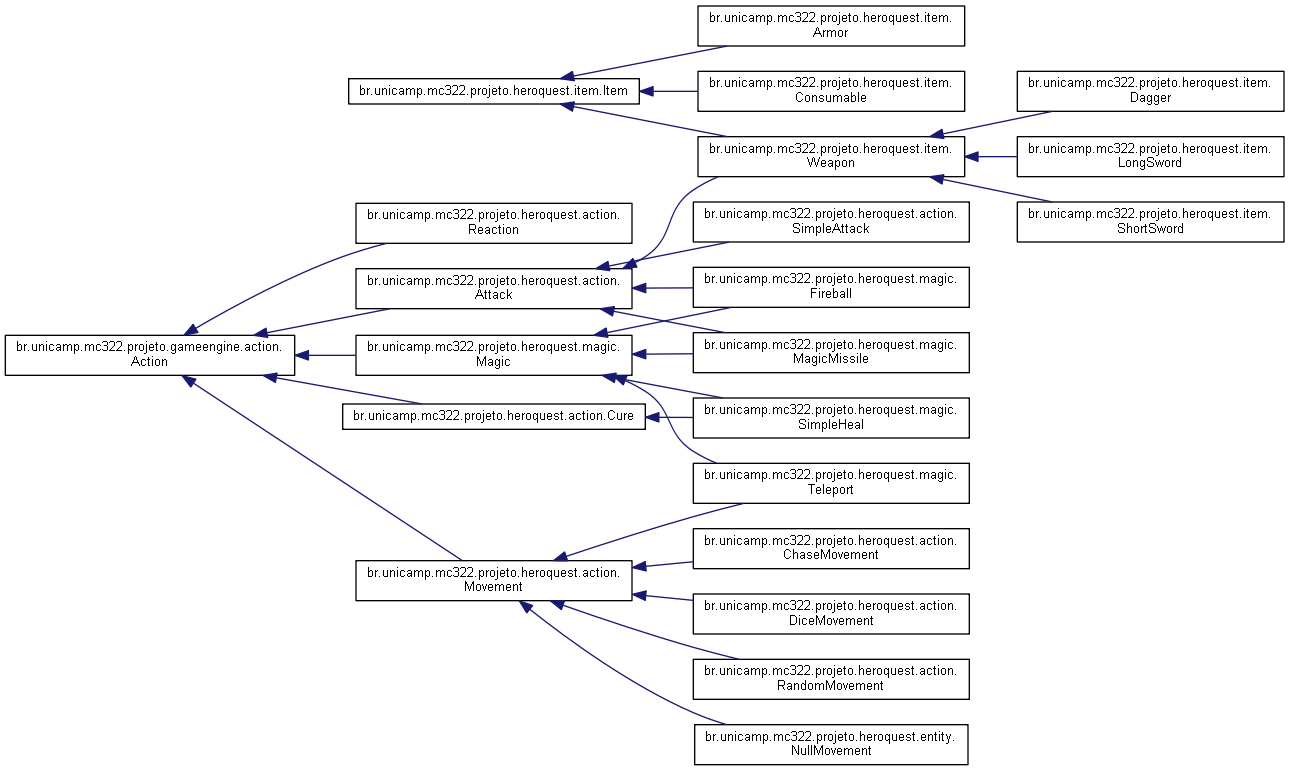 br.unicamp.mc322.projeto.heroquest.item.
Armor
br.unicamp.mc322.projeto.heroquest.item.Item
br.unicamp.mc322.projeto.heroquest.item.
Consumable
br.unicamp.mc322.projeto.heroquest.item.
Dagger
br.unicamp.mc322.projeto.heroquest.item.
Weapon
br.unicamp.mc322.projeto.heroquest.item.
LongSword
br.unicamp.mc322.projeto.heroquest.action.
Reaction
br.unicamp.mc322.projeto.heroquest.action.
SimpleAttack
br.unicamp.mc322.projeto.heroquest.item.
ShortSword
br.unicamp.mc322.projeto.heroquest.action.
Attack
br.unicamp.mc322.projeto.heroquest.magic.
Fireball
br.unicamp.mc322.projeto.gameengine.action.
Action
br.unicamp.mc322.projeto.heroquest.magic.
Magic
br.unicamp.mc322.projeto.heroquest.magic.
MagicMissile
br.unicamp.mc322.projeto.heroquest.action.Cure
br.unicamp.mc322.projeto.heroquest.magic.
SimpleHeal
br.unicamp.mc322.projeto.heroquest.magic.
Teleport
br.unicamp.mc322.projeto.heroquest.action.
ChaseMovement
br.unicamp.mc322.projeto.heroquest.action.
Movement
br.unicamp.mc322.projeto.heroquest.action.
DiceMovement
br.unicamp.mc322.projeto.heroquest.action.
RandomMovement
br.unicamp.mc322.projeto.heroquest.entity.
NullMovement